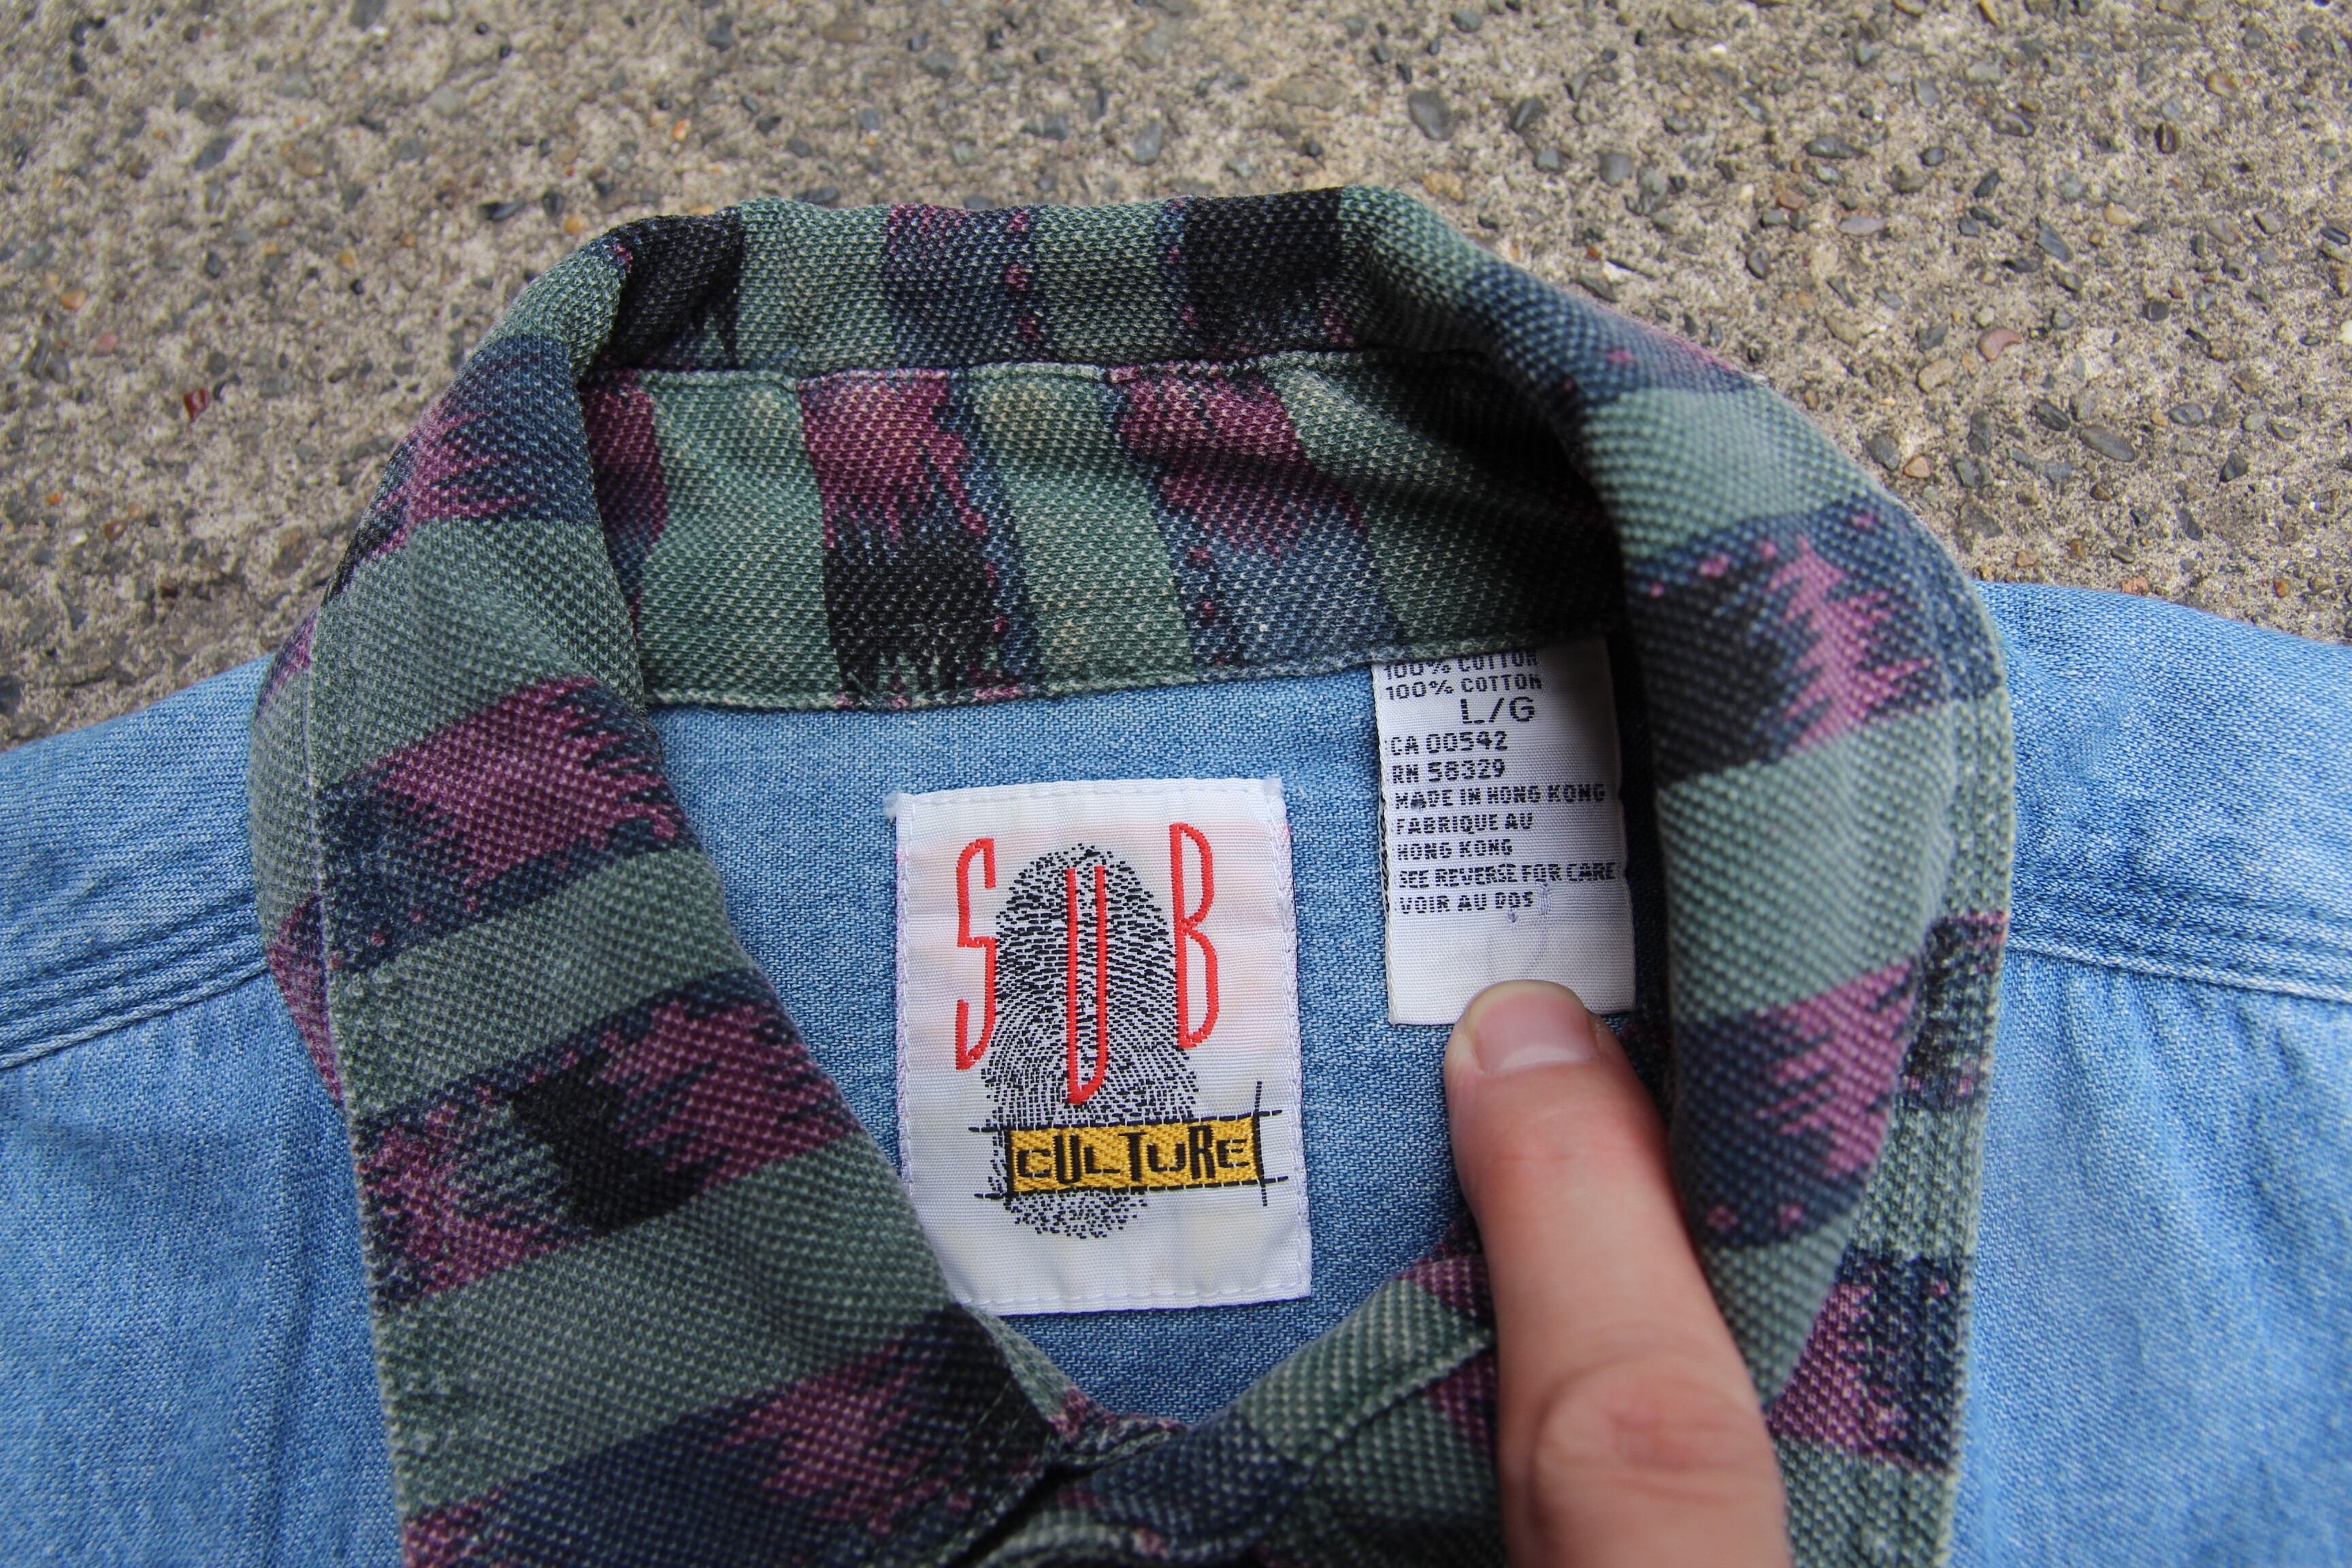 SUB
CULTURE
100% COTTON
100% COTTON
L/G
CA 00542
RN 58329
MADE IN HONG KONG
FABRIQUE AU
HONG KONG
SEE REVERSE FOR CARE
VOIR AU DOS